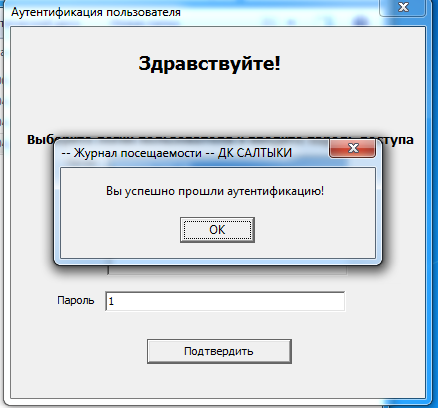 Аутентификация пользователя
Здравствуйте!
-- Журнал посещаемости -- ДК САЛТЫКИ
Вы успешно прошли аутентификацию!
OK
Пароль
1
Подтвердить